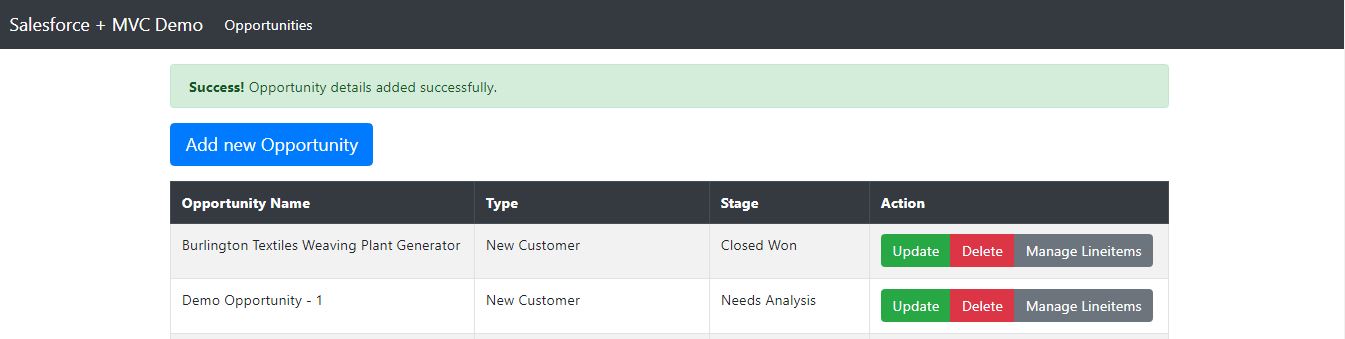 Salesforce + MVC Demo Opportunities
Success! Opportunity details added successfully.
Add new Opportunity
Opportunity Name Type Stage Action
Burlington Textiles Weaving Plant Generator New Customer Closed Won Update Delete Manage Lineitems
Demo Opportunity - 1 New Customer Needs Analysis Update Delete Manage Lineitems